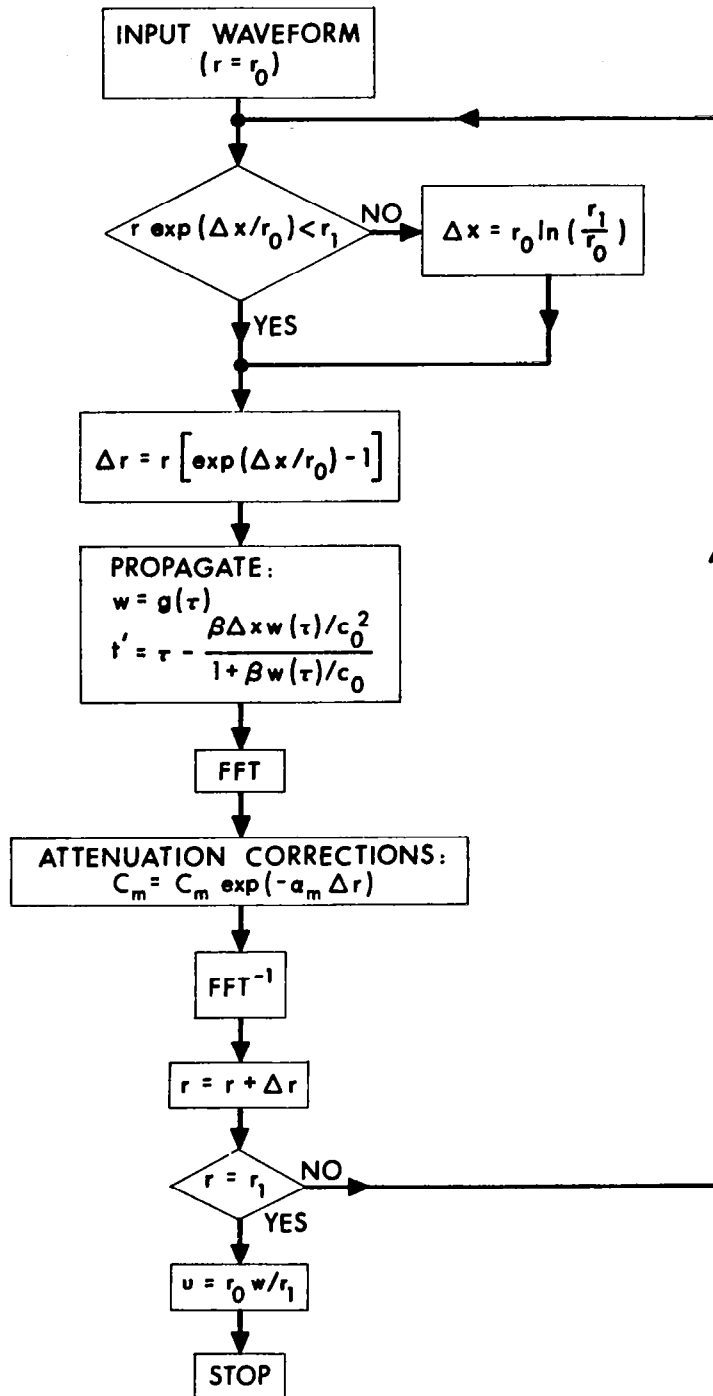 INPUT WAVEFORM
(r = r₀)
r exp(Δx/r₀) < r₁
NO
Δx = r₀ ln(r₁/r₀)
YES
Δr = r [exp(Δx/r₀) - 1]
PROPAGATE:
w = g(τ)
t' = τ - (βΔx w(τ)/c₀²)/(1 + βw(τ)/c₀)
FFT
ATTENUATION CORRECTIONS:
Cₘ = Cₘ exp(-αₘ Δr)
FFT⁻¹
r = r + Δr
r = r₁
NO
YES
u = r₀ w/r₁
STOP